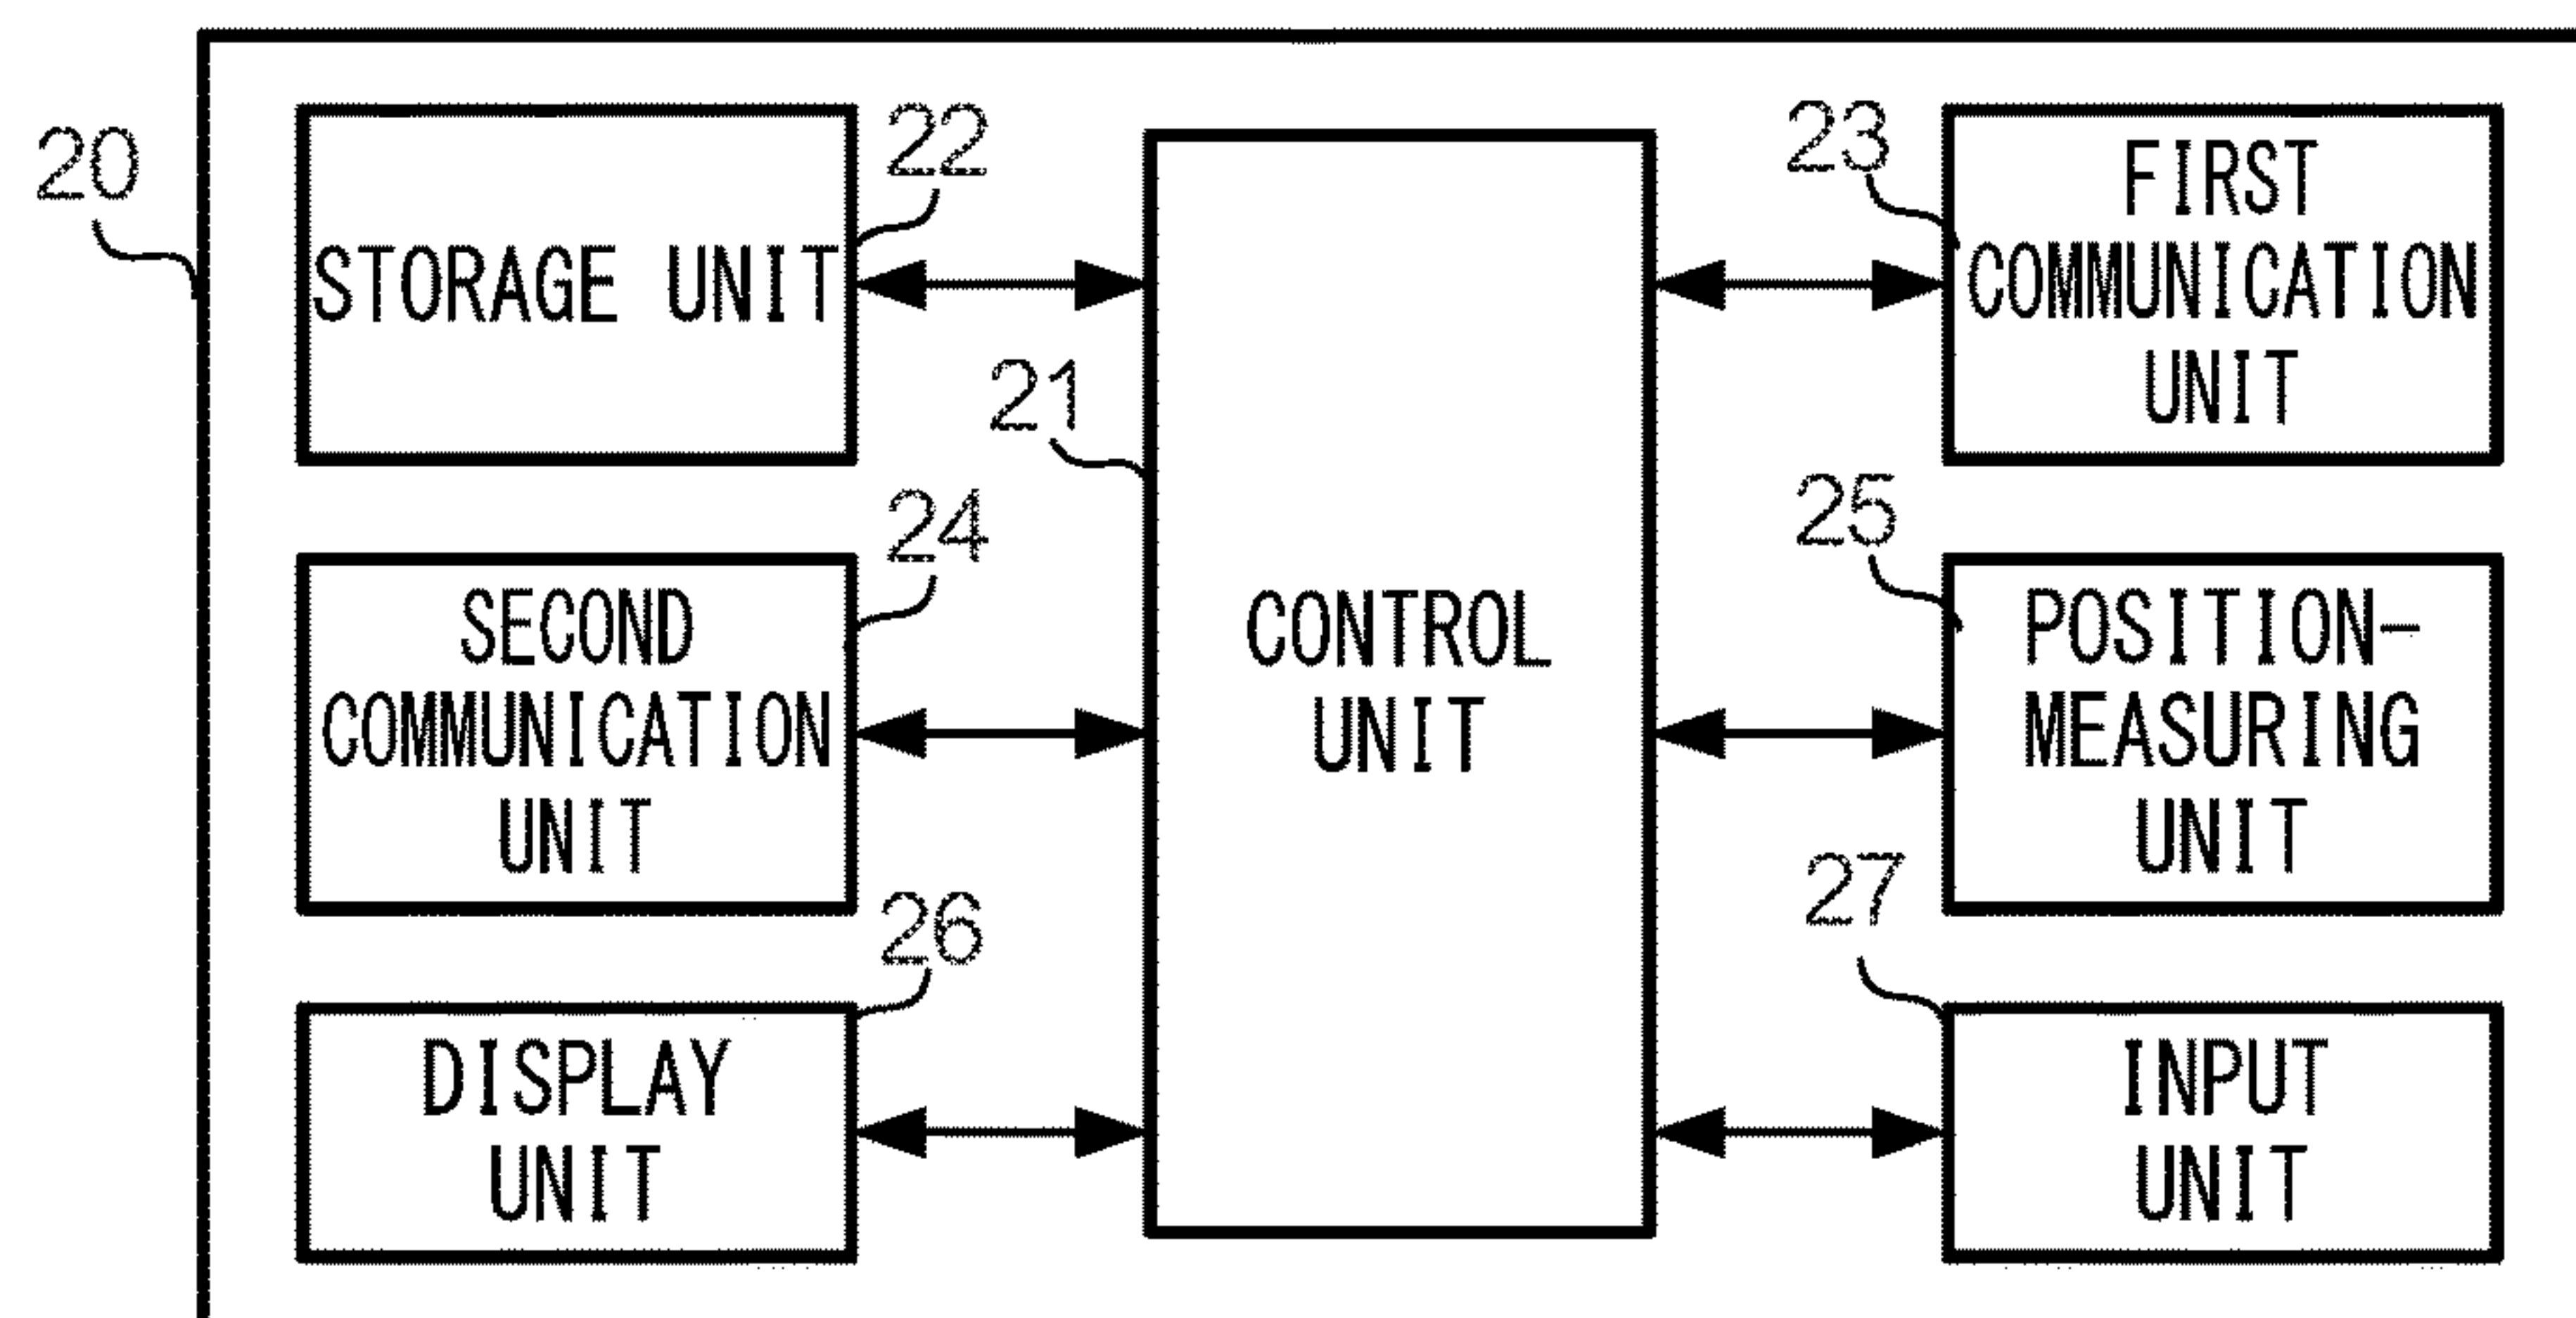 20
22
STORAGE UNIT
21
CONTROL
UNIT
23
FIRST
COMMUNICATION
UNIT
24
SECOND
COMMUNICATION
UNIT
25
POSITION-
MEASURING
UNIT
26
DISPLAY
UNIT
27
INPUT
UNIT